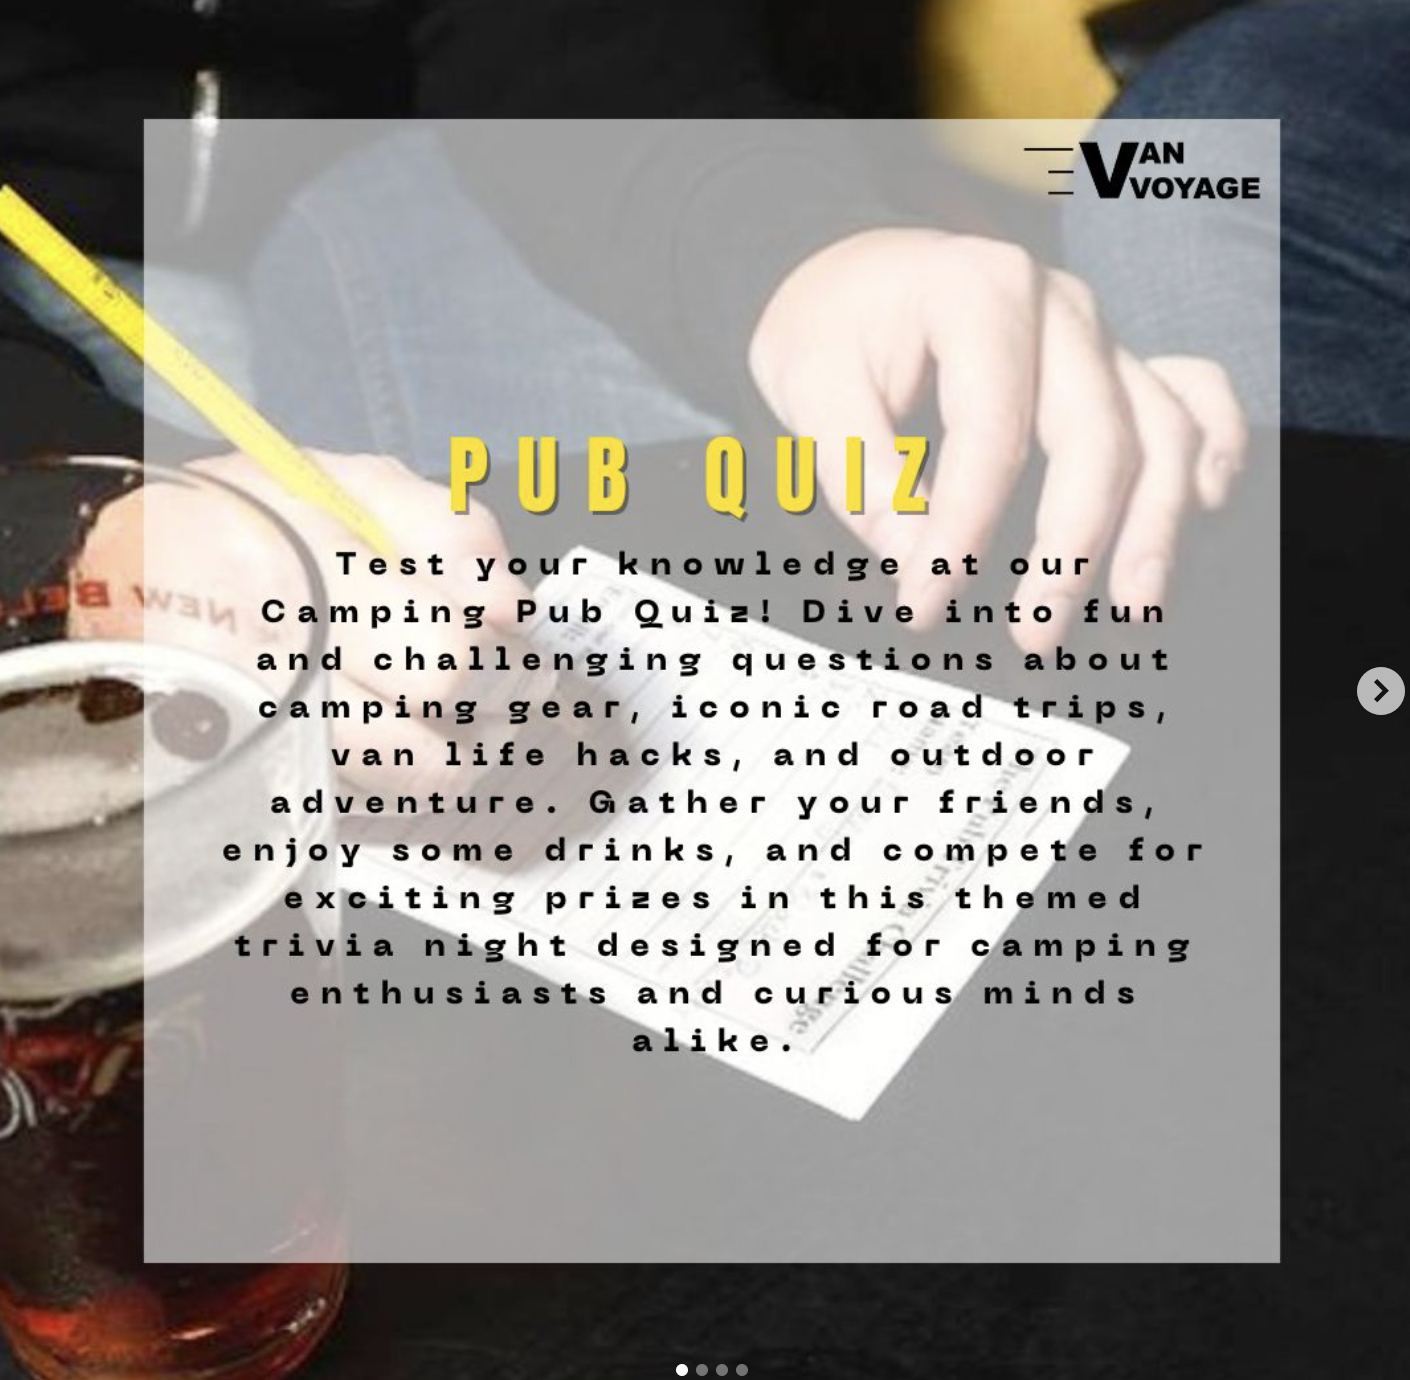 VAN
VOYAGE
PUB QUIZ
Test your knowledge at our
Camping Pub Quiz! Dive into fun
and challenging questions about
camping gear, iconic road trips,
van life hacks, and outdoor
adventure. Gather your friends,
enjoy some drinks, and compete for
exciting prizes in this themed
trivia night designed for camping
enthusiasts and curious minds
alike.
NEW BEL